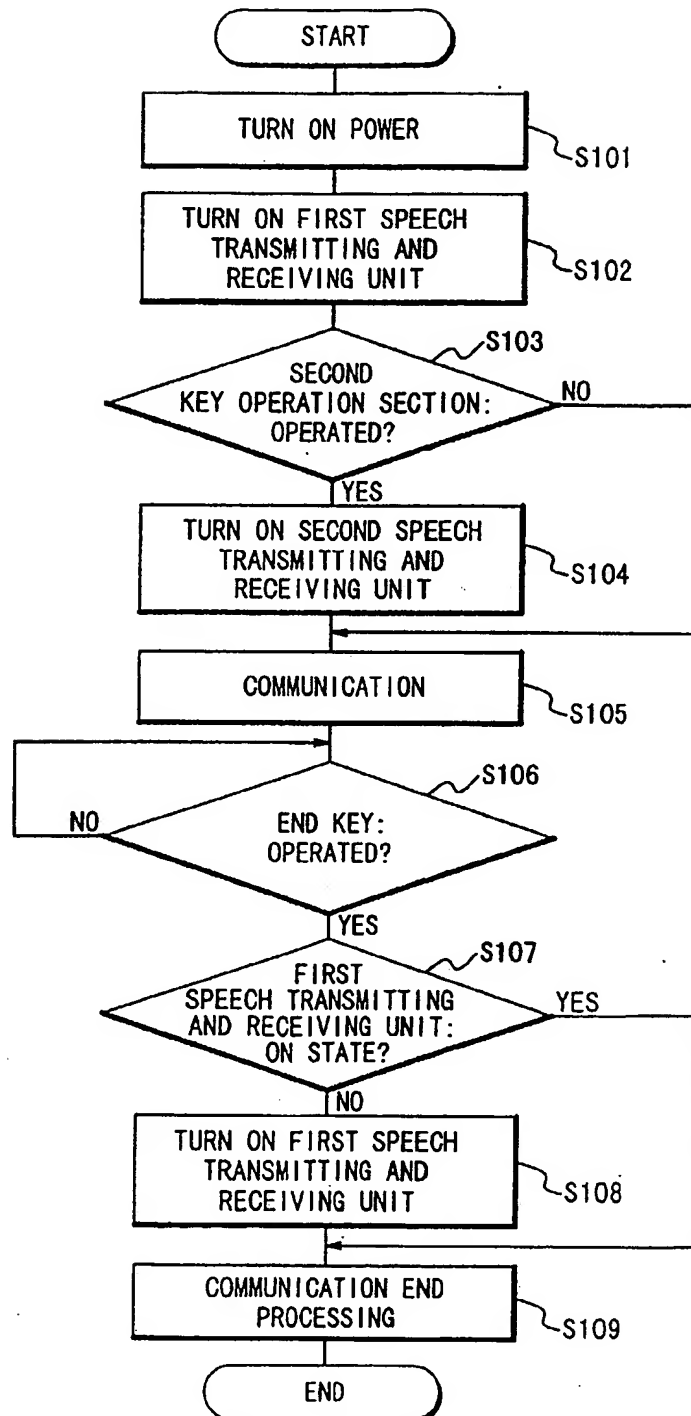 START
TURN ON POWER
S101
TURN ON FIRST SPEECH
TRANSMITTING AND
RECEIVING UNIT
S102
S103
SECOND
KEY OPERATION SECTION:
OPERATED?
NO
YES
TURN ON SECOND SPEECH
TRANSMITTING AND
RECEIVING UNIT
S104
COMMUNICATION
S105
S106
END KEY:
OPERATED?
NO
YES
S107
FIRST
SPEECH TRANSMITTING
AND RECEIVING UNIT:
ON STATE?
YES
NO
TURN ON FIRST SPEECH
TRANSMITTING AND
RECEIVING UNIT
S108
COMMUNICATION END
PROCESSING
S109
END